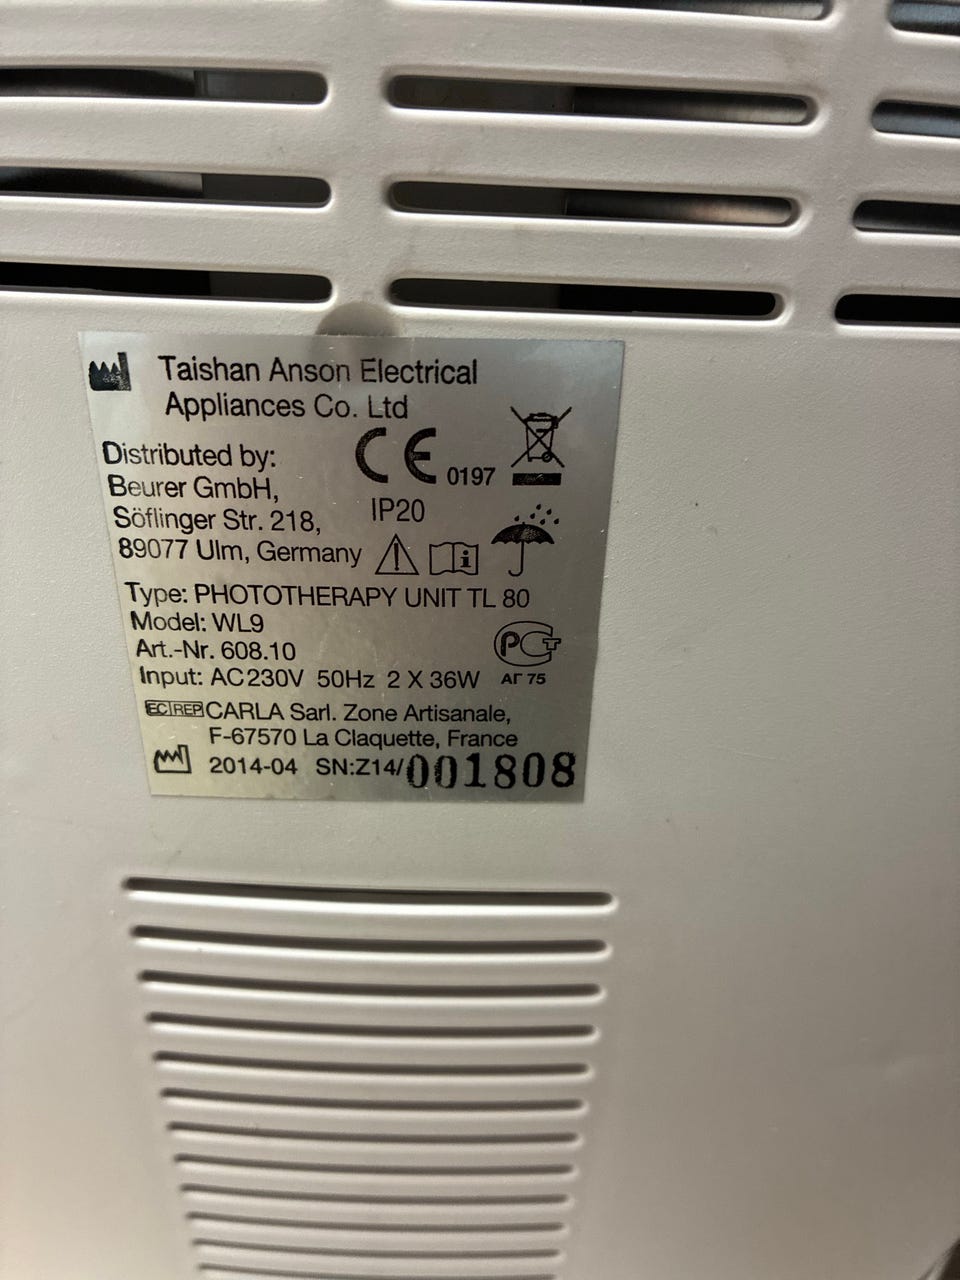 Taishan Anson Electrical
Appliances Co. Ltd
Distributed by:
Beurer GmbH,
Söflinger Str. 218,
89077 Ulm, Germany
CE 0197
IP20
Type: PHOTOTHERAPY UNIT TL 80
Model: WL9
Art.-Nr. 608.10
Input: AC230V 50Hz 2 X 36W
РСТ
АГ 75
EC REP CARLA Sarl. Zone Artisanale,
F-67570 La Claquette, France
2014-04 SN:Z14/001808